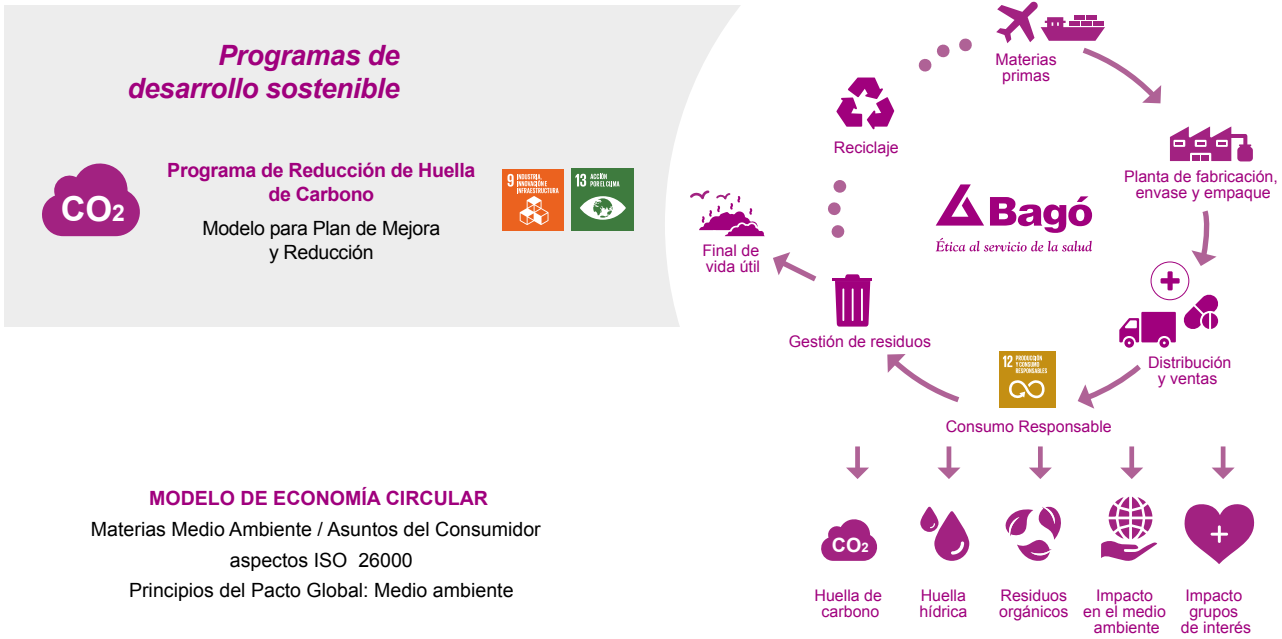 Programas de
desarrollo sostenible
CO2
Programa de Reducción de Huella
de Carbono
Modelo para Plan de Mejora
y Reducción
9 INDUSTRIA,
INNOVACIÓN E
INFRAESTRUCTURA
13 ACCIÓN
POR EL CLIMA
MODELO DE ECONOMÍA CIRCULAR
Materias Medio Ambiente / Asuntos del Consumidor
aspectos ISO 26000
Principios del Pacto Global: Medio ambiente
Materias
primas
Planta de fabricación,
envase y empaque
Distribución
y ventas
12 PRODUCCIÓN
Y CONSUMO
RESPONSABLES
Consumo Responsable
Gestión de residuos
Final de
vida útil
Reciclaje
Bagó
Ética al servicio de la salud
CO2
Huella de
carbono
Huella
hídrica
Residuos
orgánicos
Impacto
en el medio
ambiente
Impacto
grupos
de interés